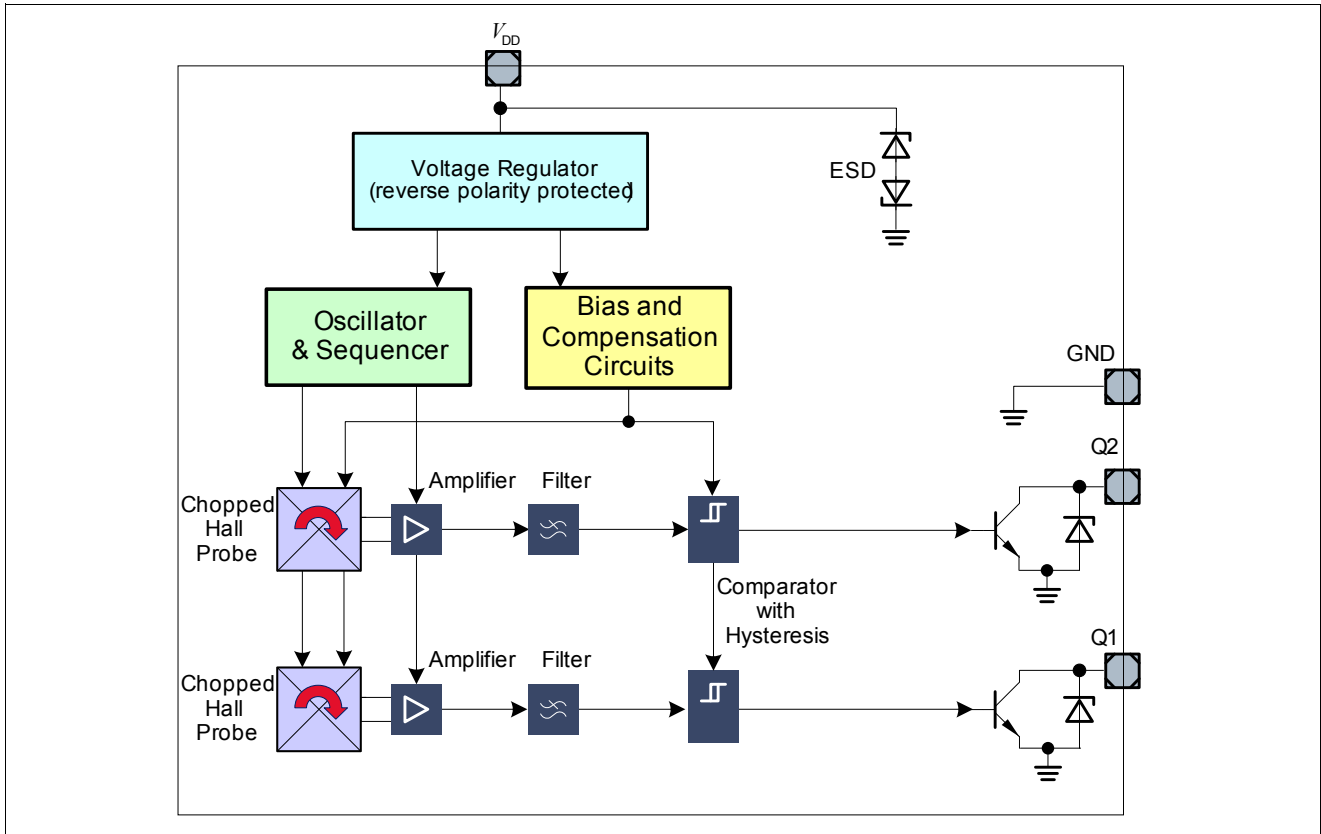 VDD
Voltage Regulator
(reverse polarity protected)
ESD
Oscillator
& Sequencer
Bias and
Compensation
Circuits
GND
Q2
Amplifier
Filter
Chopped
Hall
Probe
Comparator
with
Hysteresis
Q1
Amplifier
Filter
Chopped
Hall
Probe